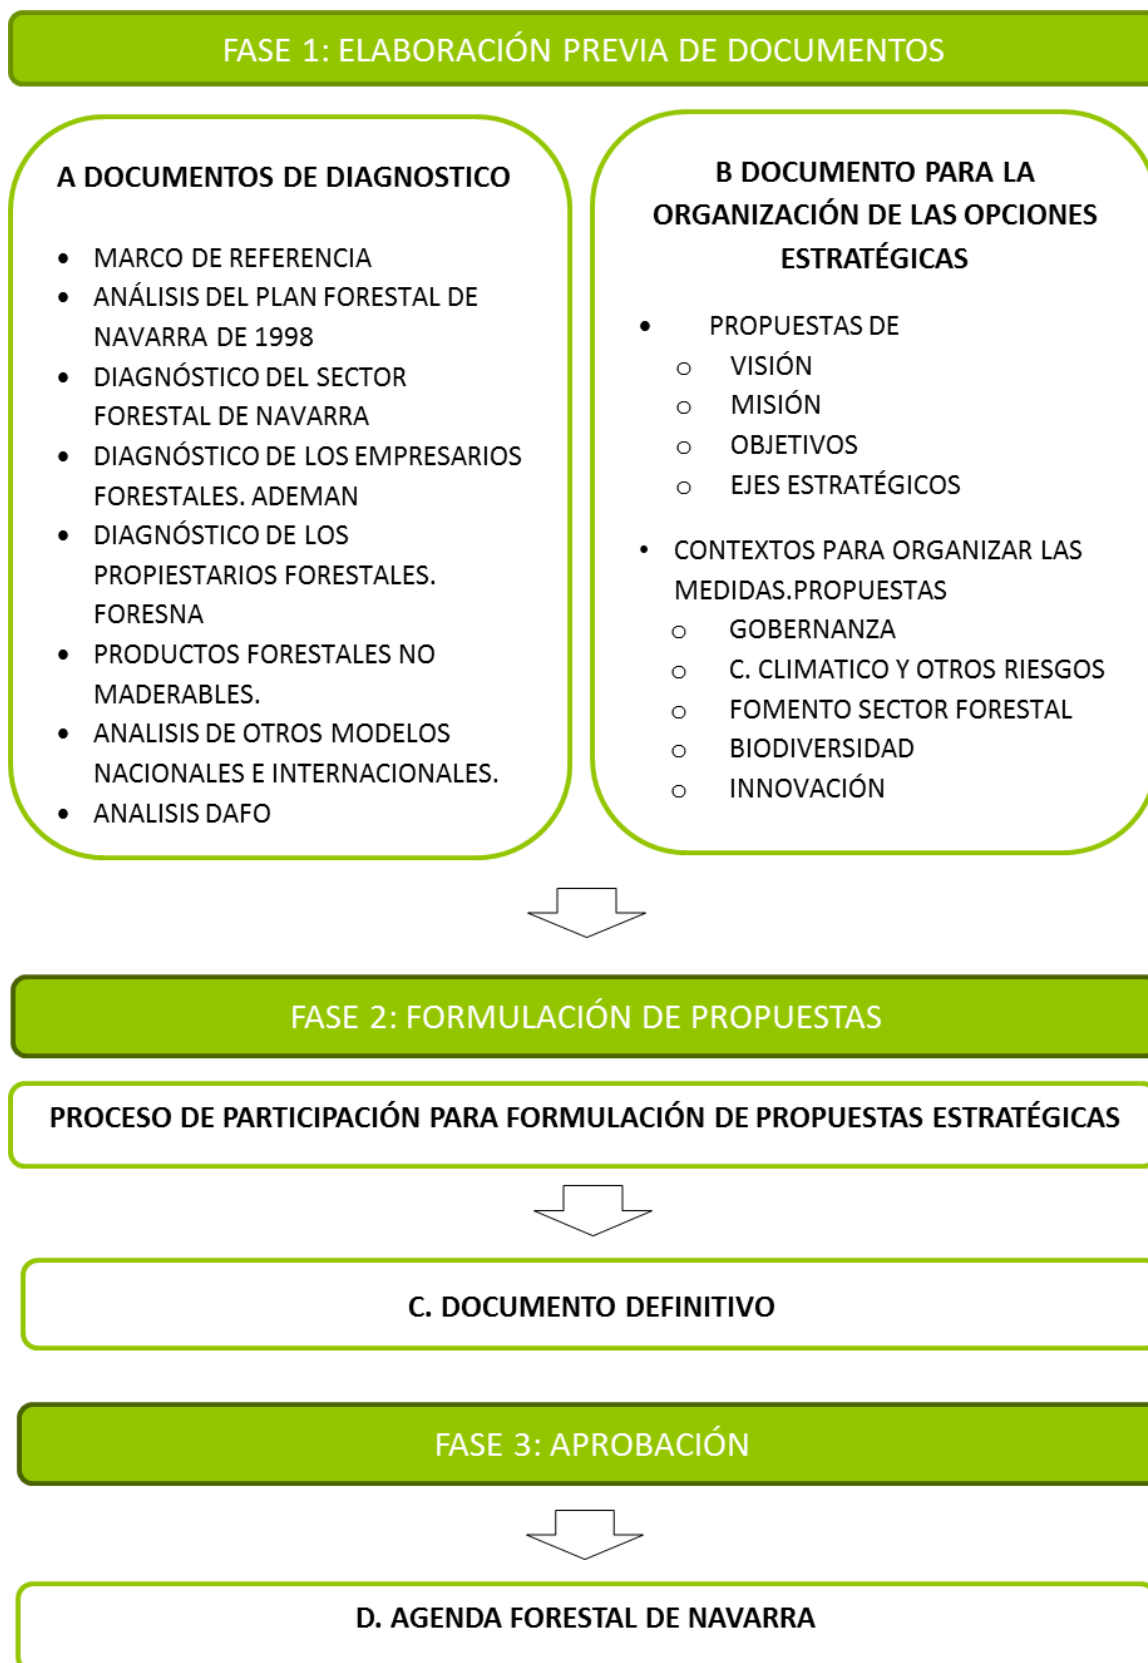 FASE 1: ELABORACIÓN PREVIA DE DOCUMENTOS
A DOCUMENTOS DE DIAGNOSTICO
• MARCO DE REFERENCIA
• ANÁLISIS DEL PLAN FORESTAL DE
NAVARRA DE 1998
• DIAGNÓSTICO DEL SECTOR
FORESTAL DE NAVARRA
• DIAGNÓSTICO DE LOS EMPRESARIOS
FORESTALES. ADEMAN
• DIAGNÓSTICO DE LOS
PROPIESTARIOS FORESTALES.
FORESNA
• PRODUCTOS FORESTALES NO
MADERABLES.
• ANALISIS DE OTROS MODELOS
NACIONALES E INTERNACIONALES.
• ANALISIS DAFO
B DOCUMENTO PARA LA
ORGANIZACIÓN DE LAS OPCIONES
ESTRATÉGICAS
• PROPUESTAS DE
o VISIÓN
o MISIÓN
o OBJETIVOS
o EJES ESTRATÉGICOS
• CONTEXTOS PARA ORGANIZAR LAS
MEDIDAS.PROPUESTAS
o GOBERNANZA
o C. CLIMATICO Y OTROS RIESGOS
o FOMENTO SECTOR FORESTAL
o BIODIVERSIDAD
o INNOVACIÓN
FASE 2: FORMULACIÓN DE PROPUESTAS
PROCESO DE PARTICIPACIÓN PARA FORMULACIÓN DE PROPUESTAS ESTRATÉGICAS
C. DOCUMENTO DEFINITIVO
FASE 3: APROBACIÓN
D. AGENDA FORESTAL DE NAVARRA